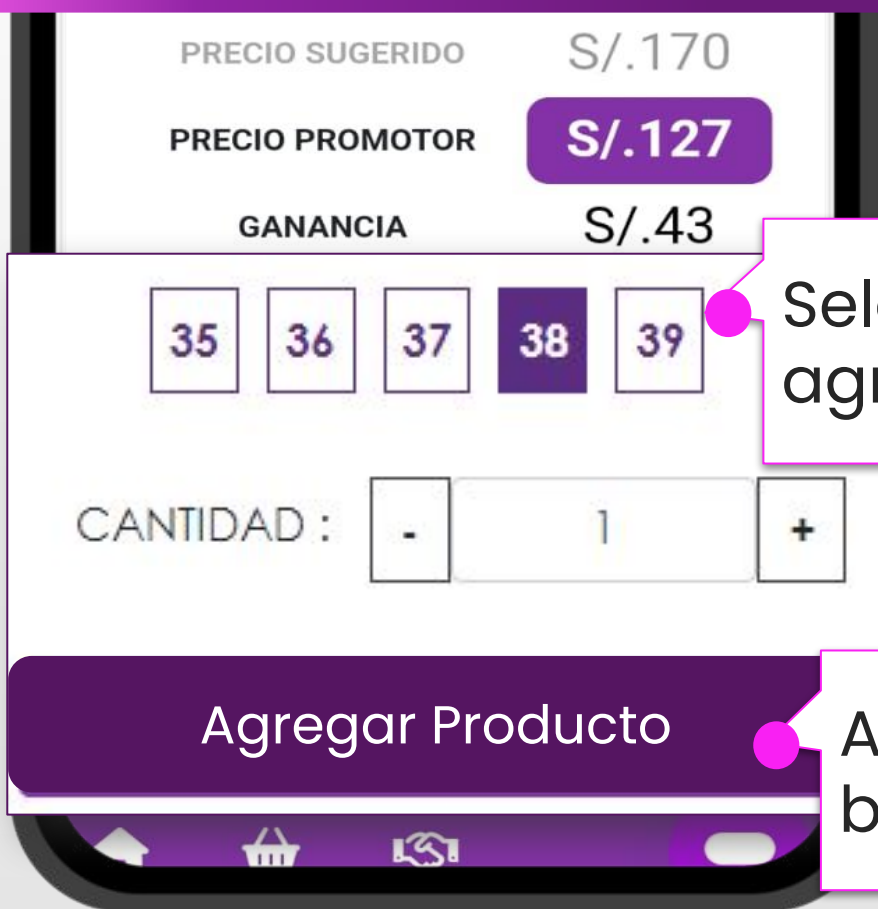 PRECIO SUGERIDO S/.170
PRECIO PROMOTOR S/.127
GANANCIA S/.43
35 36 37 38 39
CANTIDAD : - 1 +
Agregar Producto